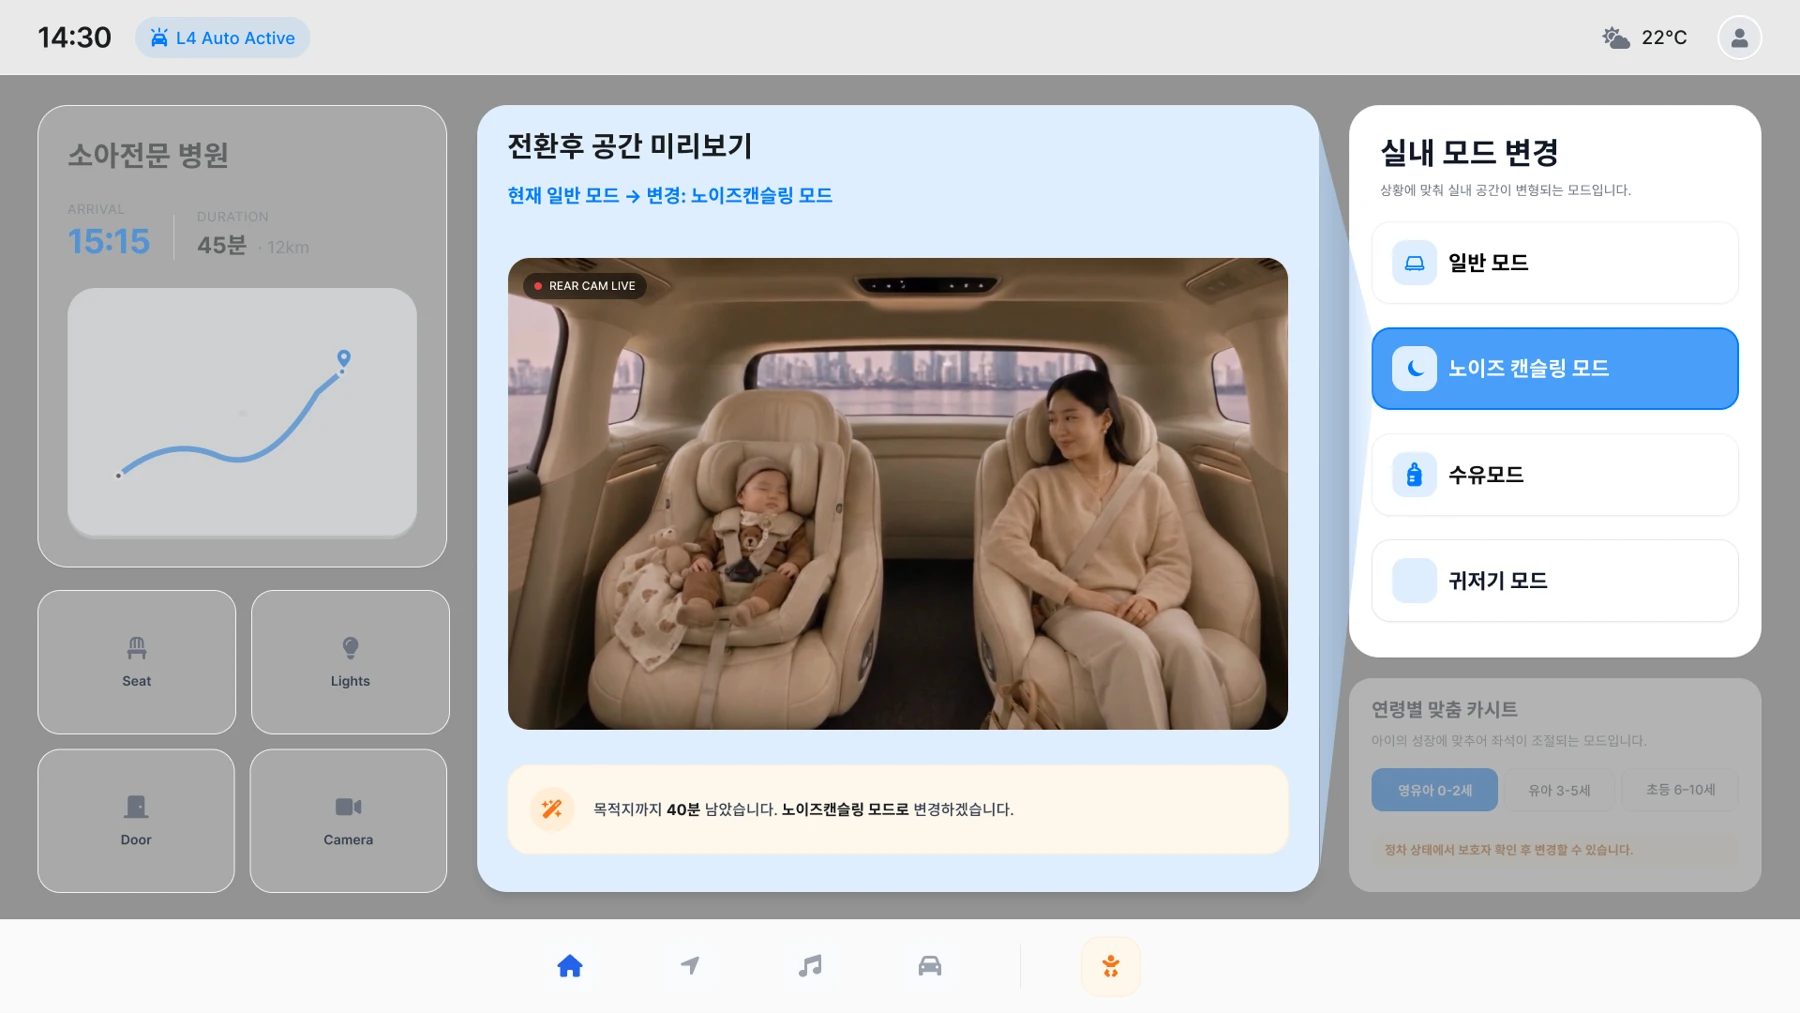 14:30
L4 Auto Active
22°C
소아전문 병원
ARRIVAL
15:15
DURATION
45분 · 12km
Seat
Lights
Door
Camera
전환후 공간 미리보기
현재 일반 모드 → 변경: 노이즈캔슬링 모드
REAR CAM LIVE
목적지까지 40분 남았습니다. 노이즈캔슬링 모드로 변경하겠습니다.
실내 모드 변경
상황에 맞춰 실내 공간이 변형되는 모드입니다.
일반 모드
노이즈 캔슬링 모드
수유모드
귀저기 모드
연령별 맞춤 카시트
아이의 성장에 맞추어 좌석이 조절되는 모드입니다.
영유아 0-2세
유아 3-5세
초등 6–10세
정차 상태에서 보호자 확인 후 변경할 수 있습니다.